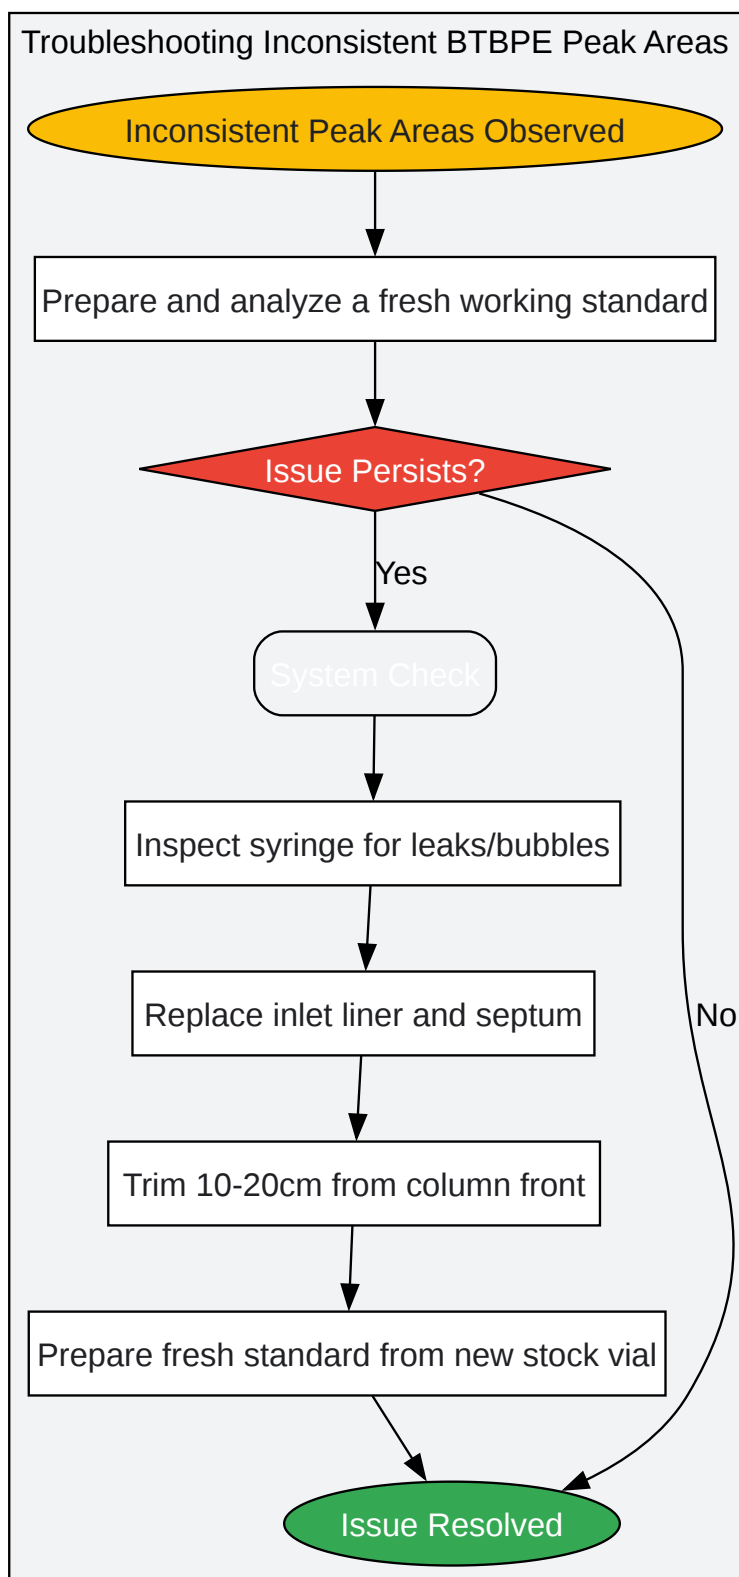 Troubleshooting Inconsistent BTBPE Peak Areas
Inconsistent Peak Areas Observed
Prepare and analyze a fresh working standard
Issue Persists?
Yes
System Check
Inspect syringe for leaks/bubbles
Replace inlet liner and septum
No
Trim 10-20cm from column front
Prepare fresh standard from new stock vial
Issue Resolved